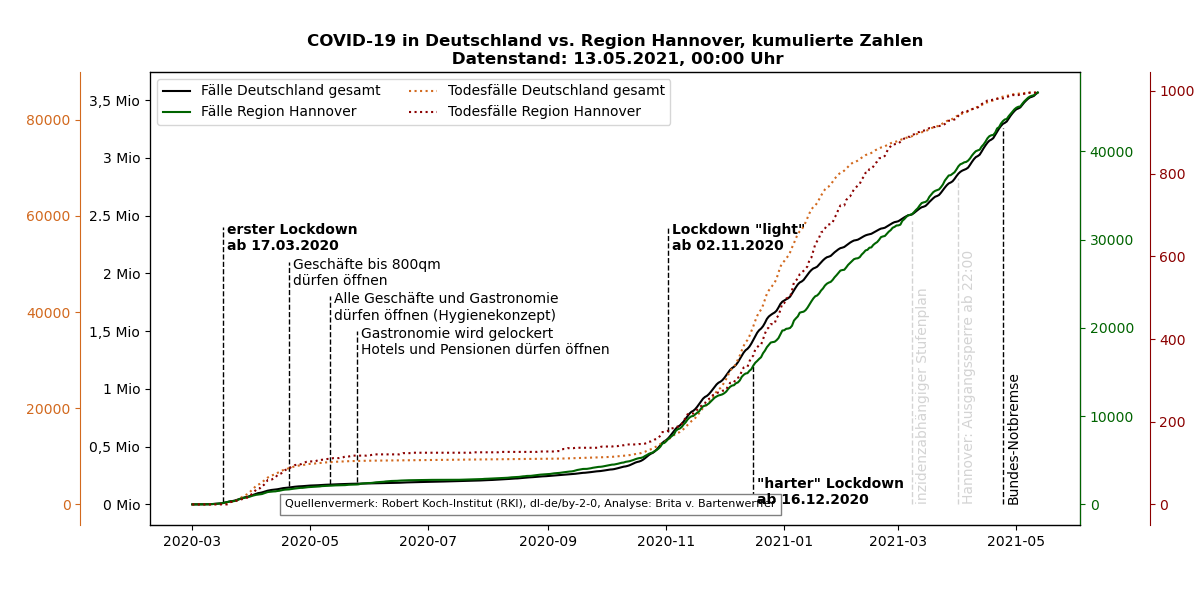 COVID-19 in Deutschland vs. Region Hannover, kumulierte Zahlen
Datenstand: 13.05.2021, 00:00 Uhr
Fälle Deutschland gesamt
Fälle Region Hannover
Todesfälle Deutschland gesamt
Todesfälle Region Hannover
80000
60000
40000
20000
0
3,5 Mio
3 Mio
2.5 Mio
2 Mio
1,5 Mio
1 Mio
0,5 Mio
0 Mio
erster Lockdown
ab 17.03.2020
Geschäfte bis 800qm
dürfen öffnen
Alle Geschäfte und Gastronomie
dürfen öffnen (Hygienekonzept)
Gastronomie wird gelockert
Hotels und Pensionen dürfen öffnen
Lockdown "light"
ab 02.11.2020
"harter" Lockdown
ab 16.12.2020
inzidenzabhängiger Stufenplan
Hannover: Ausgangssperre ab 22:00
Bundes-Notbremse
Quellenvermerk: Robert Koch-Institut (RKI), dl-de/by-2-0, Analyse: Brita v. Bartenwerffer
40000
30000
20000
10000
0
1000
800
600
400
200
0
2020-03
2020-05
2020-07
2020-09
2020-11
2021-01
2021-03
2021-05